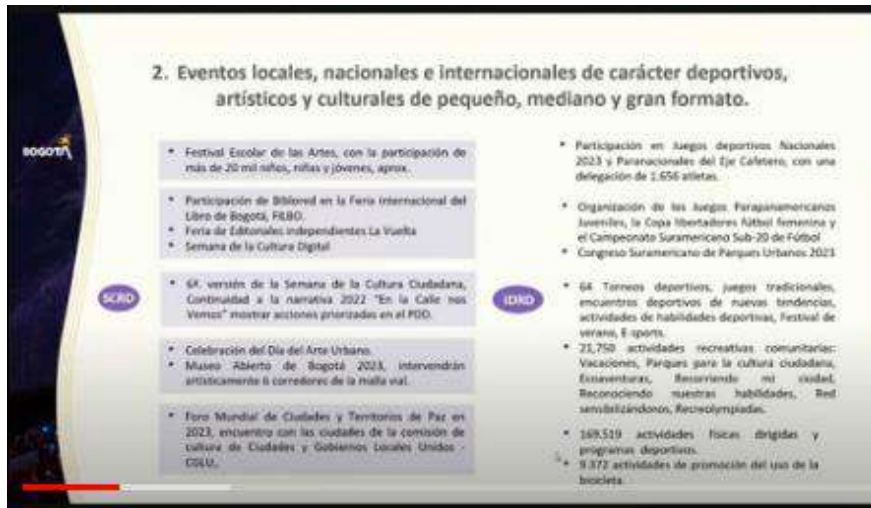 2. Eventos locales, nacionales e internacionales de carácter deportivos,
artísticos y culturales de pequeño, mediano y gran formato.
BOGOTÁ
SCRD
• Festival Escolar de las Artes, con la participación de
más de 20 mil niños, niñas y jóvenes, aprox.
• Participación de Biblored en la Feria Internacional del
Libro de Bogotá, FILBO.
• Feria de Editoriales independientes La Vuelta
• Semana de la Cultura Digital
• 6ª. versión de la Semana de la Cultura Ciudadana,
Continuidad a la narrativa 2022 "En la Calle nos
Vemos" mostrar acciones priorizadas en el PDD.
• Celebración del Día del Arte Urbano.
• Museo Abierto de Bogotá 2023, intervendrán
artísticamente 6 corredores de la malla vial.
• Foro Mundial de Ciudades y Territorios de Paz en
2023, encuentro con las ciudades de la comisión de
cultura de Ciudades y Gobiernos Locales Unidos -
CGLU.
IDRD
• Participación en Juegos deportivos Nacionales
2023 y Paranacionales del Eje Cafetero, con una
delegación de 1.656 atletas.
• Organización de los Juegos Parapanamericanos
Juveniles, la Copa libertadores fútbol femenina y
el Campeonato Suramericano Sub-20 de Fútbol
• Congreso Suramericano de Parques Urbanos 2023
• 64 Torneos deportivos, juegos tradicionales,
encuentros deportivos de nuevas tendencias,
actividades de habilidades deportivas, Festival de
verano, E sports.
• 21,750 actividades recreativas comunitarias:
Vacaciones, Parques para la cultura ciudadana,
Ecoaventuras, Recorriendo mi ciudad,
Reconociendo nuestras habilidades, Red
sensibilizándonos, Recreolympiadas.
• 169.519 actividades físicas dirigidas y
programas deportivos.
• 9.372 actividades de promoción del uso de la
bicicleta.